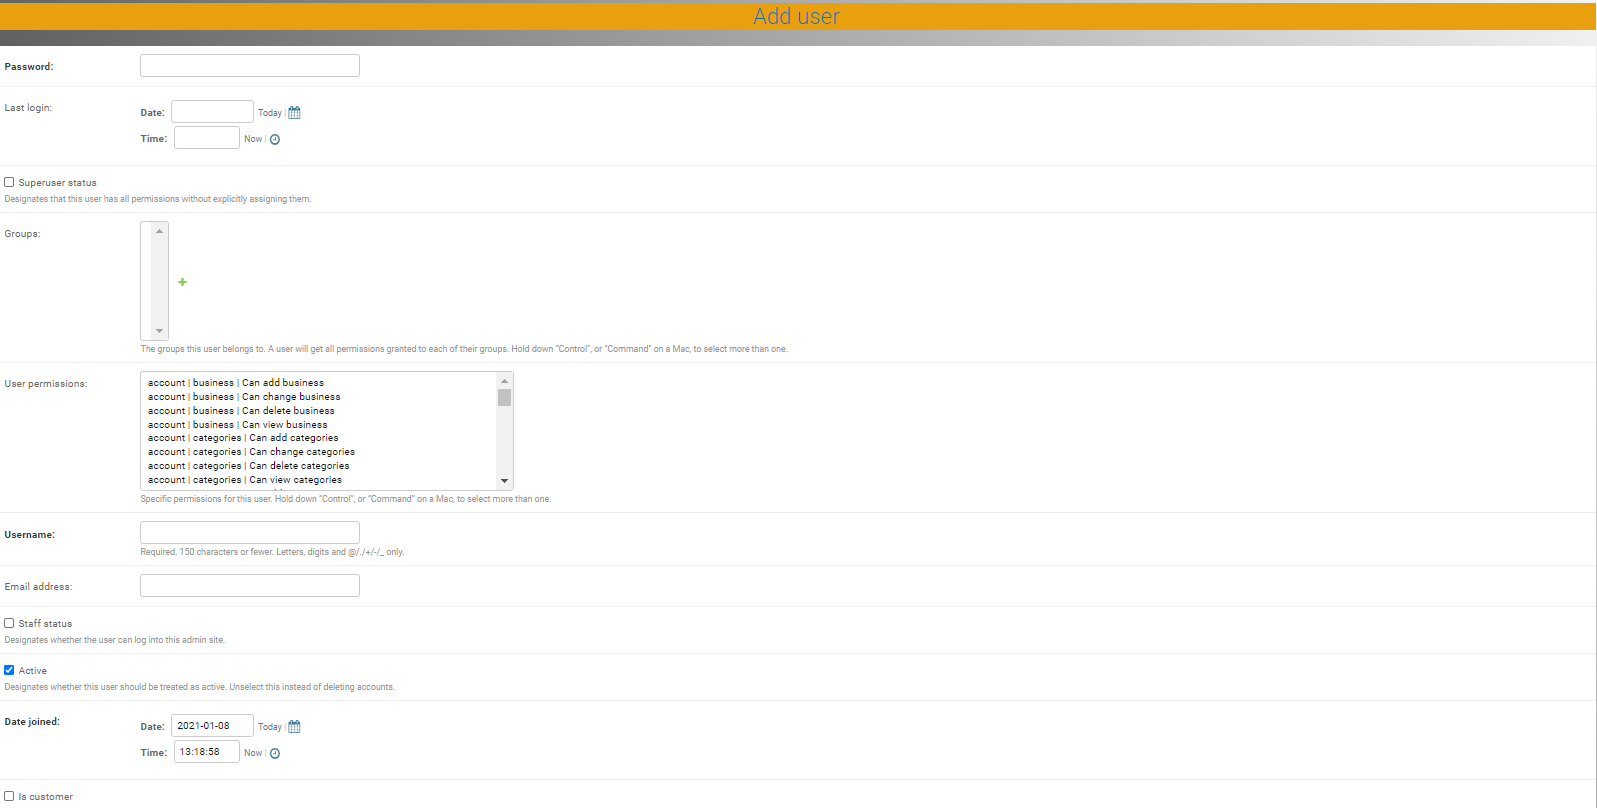 Add user
Password:
Last login:
Date: Today |
Time: Now |
Superuser status
Designates that this user has all permissions without explicitly assigning them.
Groups:
The groups this user belongs to. A user will get all permissions granted to each of their groups. Hold down “Control”, or “Command” on a Mac, to select more than one.
User permissions:
account | business | Can add business
account | business | Can change business
account | business | Can delete business
account | business | Can view business
account | categories | Can add categories
account | categories | Can change categories
account | categories | Can delete categories
account | categories | Can view categories
Specific permissions for this user. Hold down “Control”, or “Command” on a Mac, to select more than one.
Username:
Required. 150 characters or fewer. Letters, digits and @/./+/-/_ only.
Email address:
Staff status
Designates whether the user can log into this admin site.
Active
Designates whether this user should be treated as active. Unselect this instead of deleting accounts.
Date joined:
Date: 2021-01-08 Today |
Time: 13:18:58 Now |
Is customer